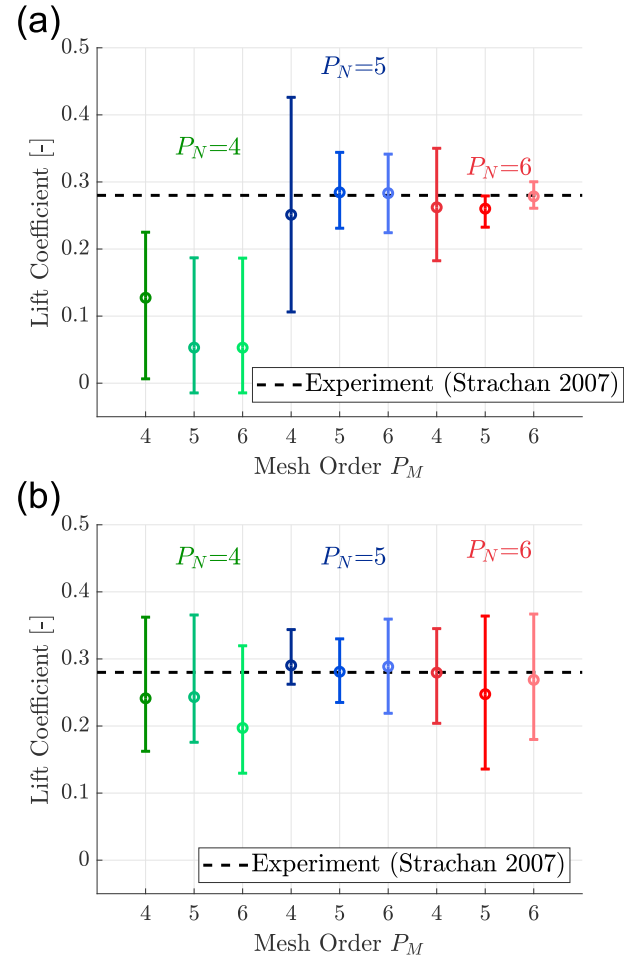 (a)
0.5
0.4
0.3
0.2
0.1
0
Lift Coefficient [-]
P_N=4
P_N=5
P_N=6
Experiment (Strachan 2007)
4 5 6 4 5 6 4 5 6
Mesh Order P_M
(b)
0.5
0.4
0.3
0.2
0.1
0
Lift Coefficient [-]
P_N=4
P_N=5
P_N=6
Experiment (Strachan 2007)
4 5 6 4 5 6 4 5 6
Mesh Order P_M